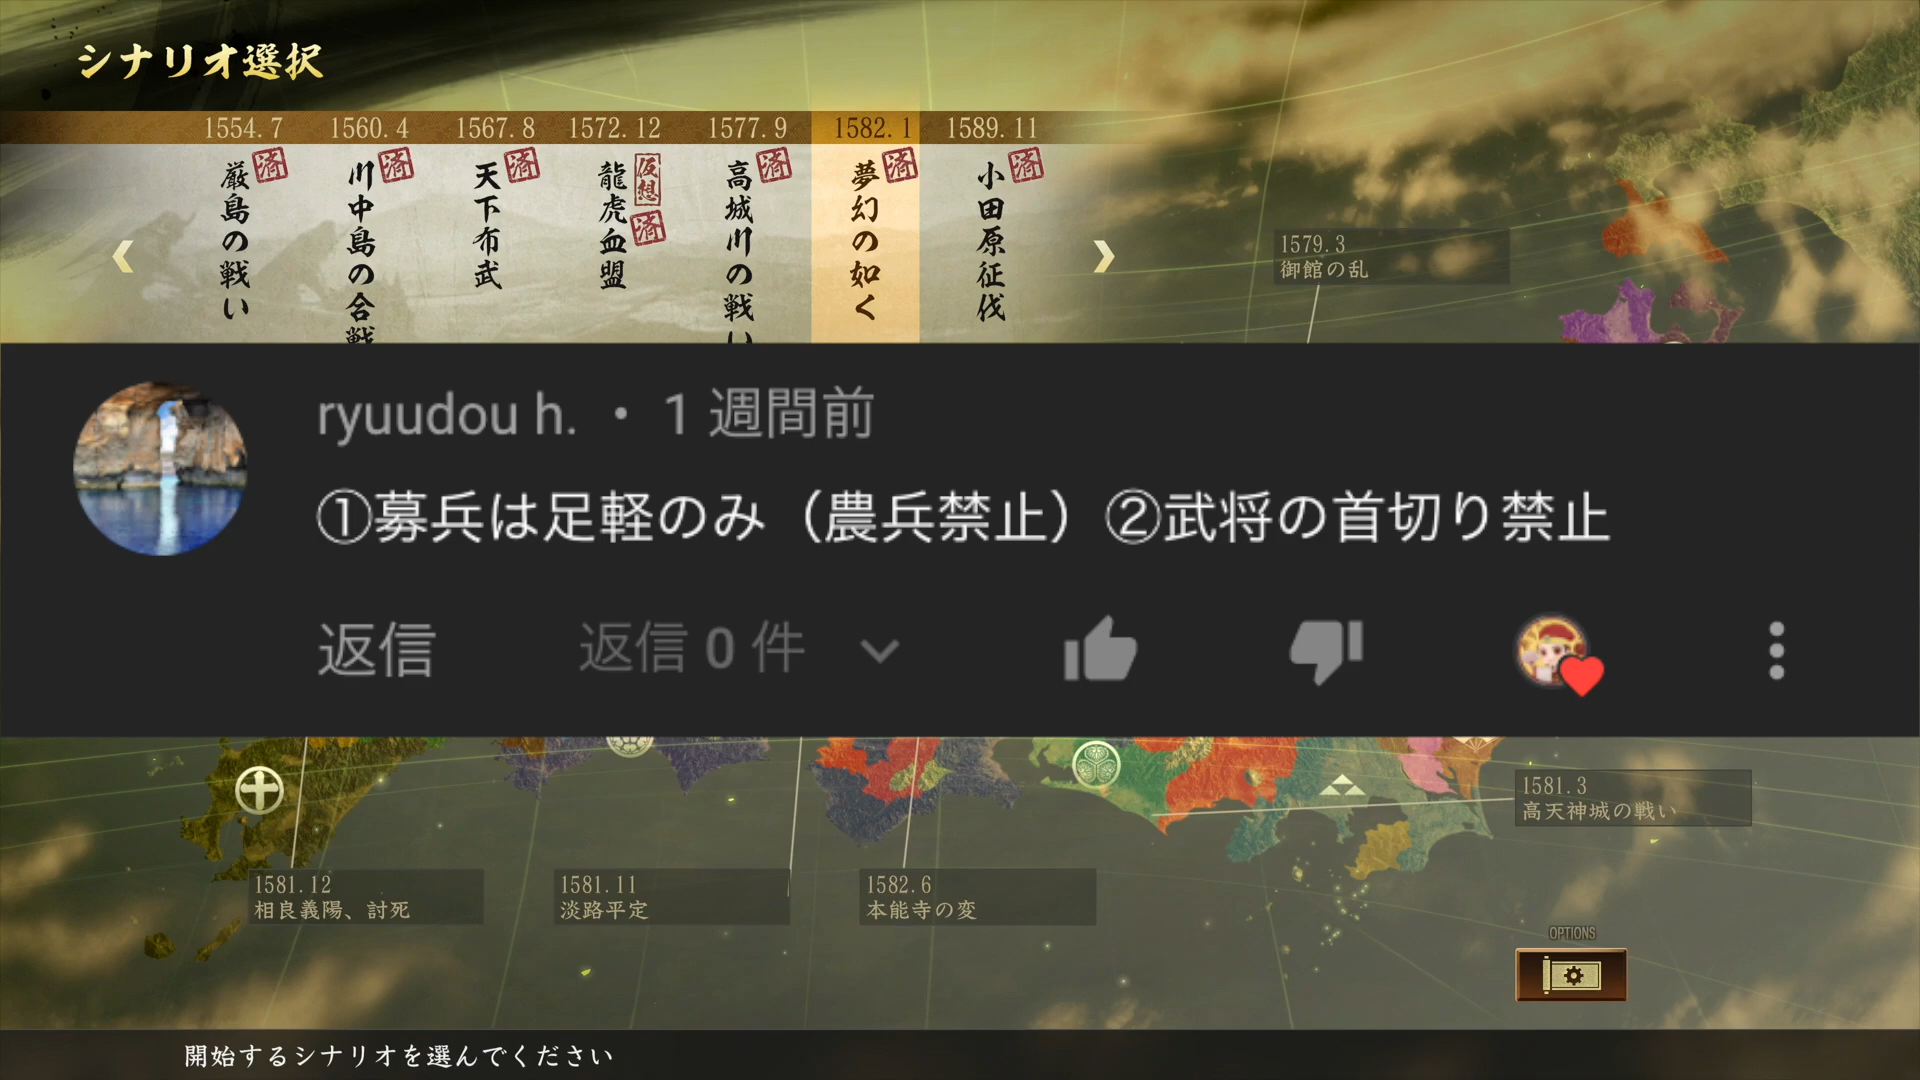 シナリオ選択
1554.7
1560.4
1567.8
1572.12
1577.9
1582.1
1589.11
厳島の戦い
済
川中島の合戦
済
天下布武
済
龍虎血盟
仮想
済
高城川の戦い
済
夢幻の如く
済
小田原征伐
済
1579.3
御館の乱
ryuudou h. ・ 1 週間前
①募兵は足軽のみ（農兵禁止）②武将の首切り禁止
返信
返信 0 件
1581.3
高天神城の戦い
1581.12
相良義陽、討死
1581.11
淡路平定
1582.6
本能寺の変
OPTIONS
開始するシナリオを選んでください